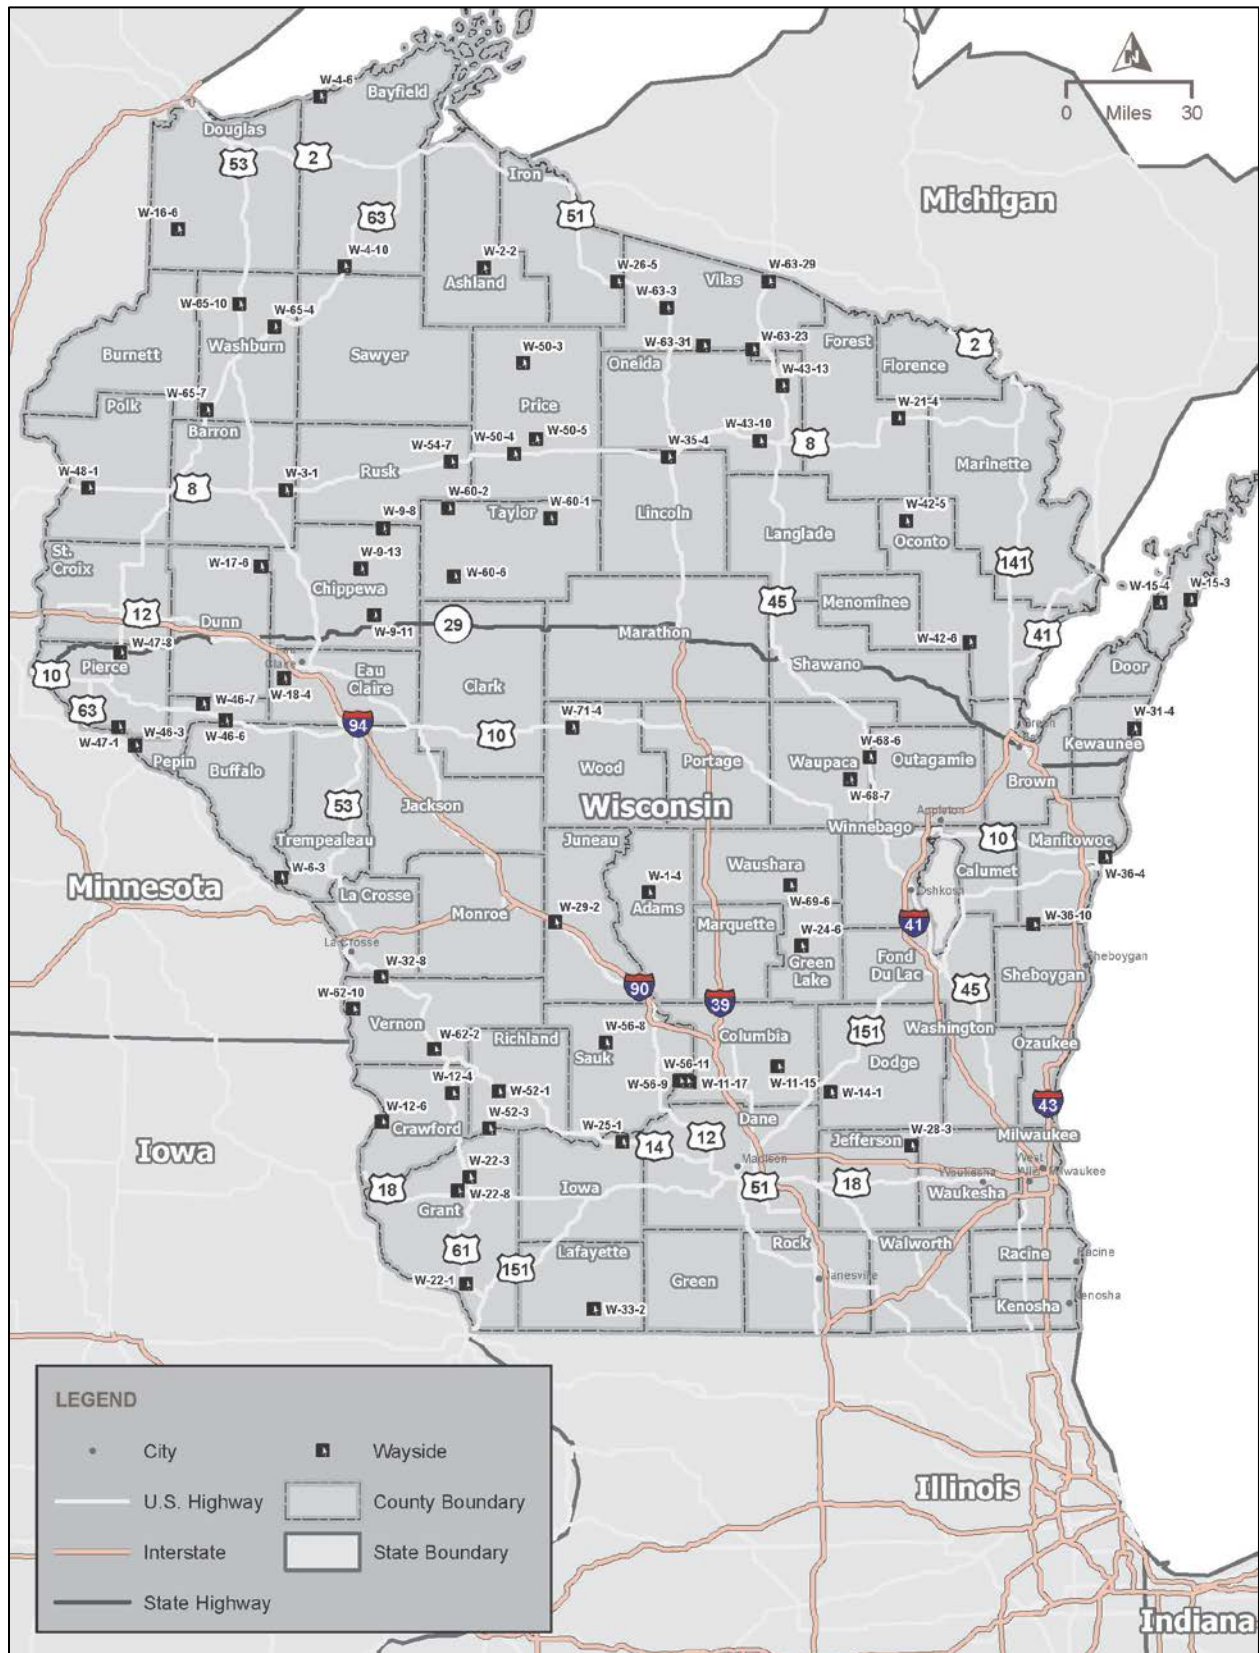 W-4-6
Bayfield
N
0 Miles 30
Douglas
53
2
Iron
Michigan
W-16-6
63
51
W-4-10
W-2-2
Ashland
W-26-5
Vilas
W-63-29
W-65-10
W-65-4
W-63-3
Burnett
Washburn
Sawyer
W-50-3
W-63-31
Oneida
W-63-23
Forest
2
Florence
W-43-13
Polk
W-65-7
Barron
Price
W-21-4
W-54-7
W-50-4
W-50-5
W-35-4
W-43-10
8
W-48-1
8
W-3-1
Rusk
Marinette
W-60-2
Taylor
W-60-1
Lincoln
Langlade
W-42-5
Oconto
W-9-8
St.
Croix
W-17-6
W-9-13
Chippewa
W-60-6
141
W-15-4
W-15-3
12
Dunn
W-9-11
29
45
Menominee
Marathon
W-42-6
41
W-47-8
Pierce
10
Eau
Claire
Clark
Shawano
Door
W-18-4
63
W-46-7
W-47-1
W-46-3
W-46-6
94
10
W-71-4
W-31-4
Pepin
Buffalo
Wood
Portage
Waupaca
W-68-6
Outagamie
Kewaunee
W-68-7
Brown
53
Jackson
Wisconsin
Appleton
Trempealeau
Juneau
Winnebago
10
Manitowoc
Minnesota
W-6-3
La Crosse
Waushara
Calumet
W-36-4
W-1-4
Adams
W-69-6
Oshkosh
Monroe
W-29-2
Marquette
41
W-36-10
La Crosse
W-24-6
Green
Lake
Fond
Du Lac
Sheboygan
Sheboygan
W-32-8
90
39
45
W-62-10
Vernon
W-62-2
Richland
W-56-8
Sauk
Columbia
151
Washington
Dodge
Ozaukee
W-56-11
W-56-9
W-11-17
W-11-15
W-14-1
W-12-4
W-52-1
43
W-12-6
Crawford
W-52-3
Dane
W-25-1
14
12
Jefferson
W-28-3
Milwaukee
Iowa
W-22-3
Madison
Waukesha
West
Allis
Milwaukee
18
W-22-8
Iowa
51
18
Waukesha
Grant
61
151
Lafayette
Rock
Walworth
Racine
Racine
W-22-1
Green
Janesville
W-33-2
Kenosha
Kenosha
LEGEND
City
Wayside
U.S. Highway
County Boundary
Interstate
State Boundary
State Highway
Illinois
Indiana